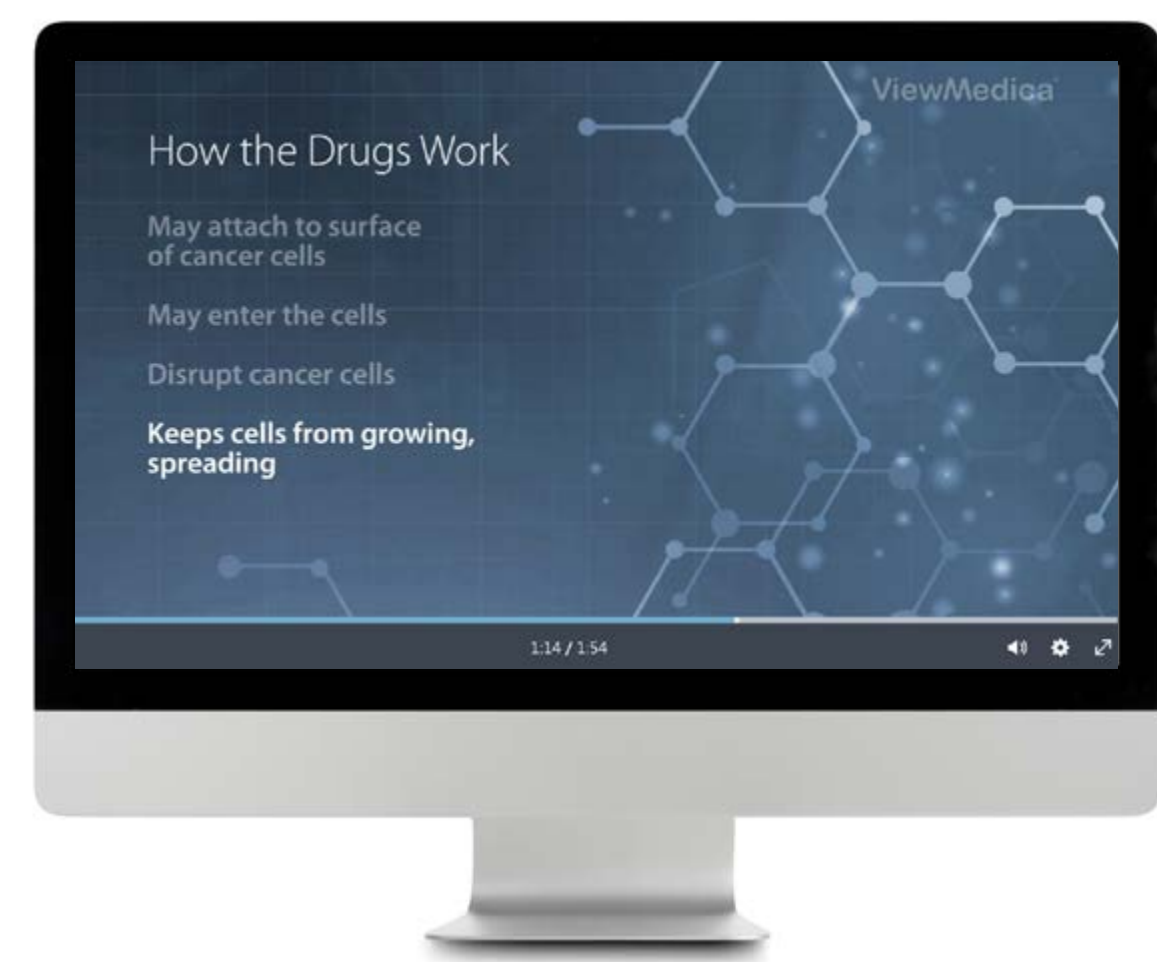 ViewMedica
How the Drugs Work
May attach to surface
of cancer cells
May enter the cells
Disrupt cancer cells
Keeps cells from growing,
spreading
1:14 / 1:54